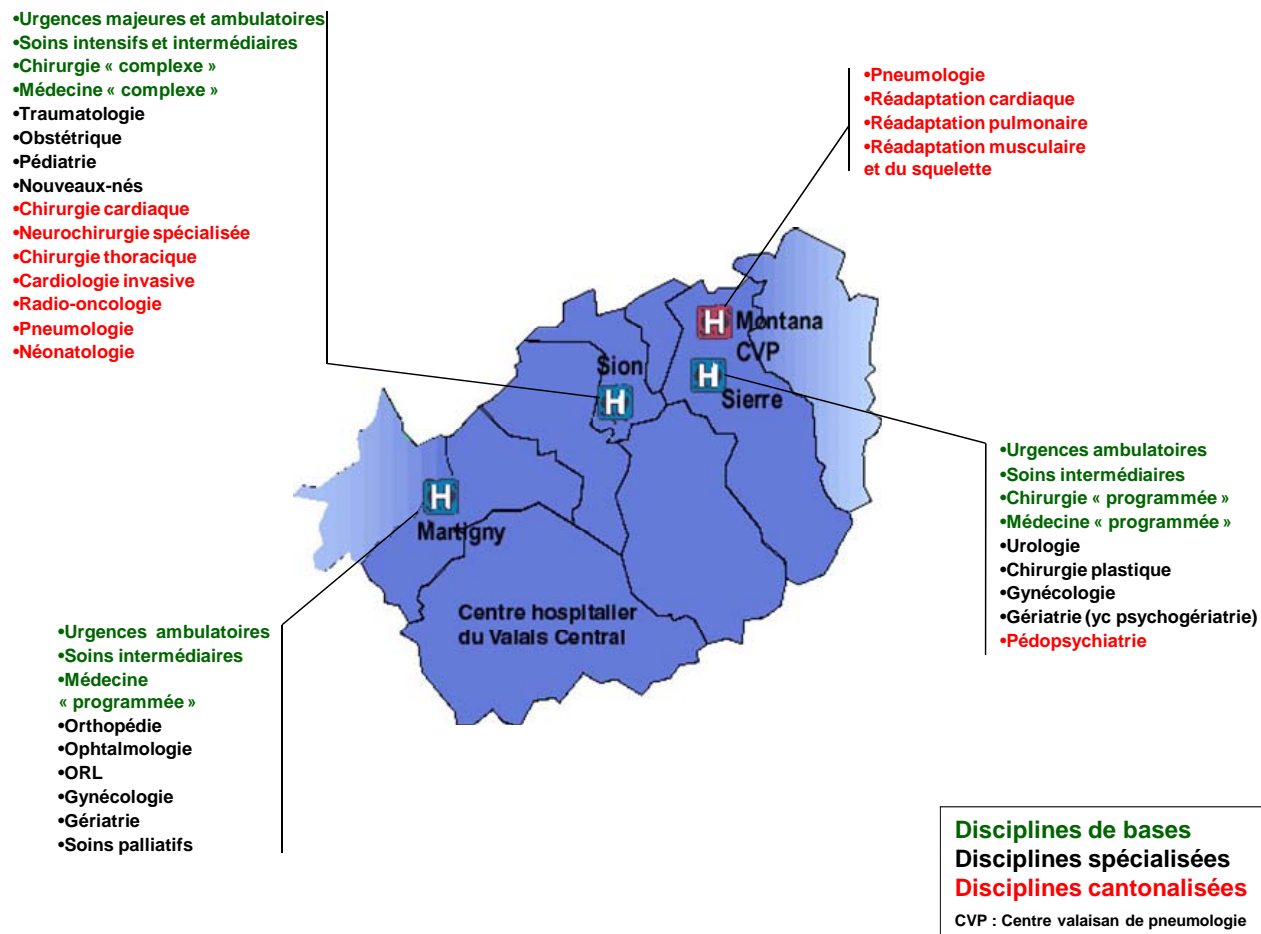 •Urgences majeures et ambulatoires
•Soins intensifs et intermédiaires
•Chirurgie « complexe »
•Médecine « complexe »
•Traumatologie
•Obstétrique
•Pédiatrie
•Nouveaux-nés
•Chirurgie cardiaque
•Neurochirurgie spécialisée
•Chirurgie thoracique
•Cardiologie invasive
•Radio-oncologie
•Pneumologie
•Néonatologie
•Pneumologie
•Réadaptation cardiaque
•Réadaptation pulmonaire
•Réadaptation musculaire
et du squelette
H Montana
CVP
Sion
H
H
Sierre
H
Martigny
Centre hospitalier
du Valais Central
•Urgences ambulatoires
•Soins intermédiaires
•Chirurgie « programmée »
•Médecine « programmée »
•Urologie
•Chirurgie plastique
•Gynécologie
•Gériatrie (yc psychogériatrie)
•Pédopsychiatrie
•Urgences ambulatoires
•Soins intermédiaires
•Médecine
« programmée »
•Orthopédie
•Ophtalmologie
•ORL
•Gynécologie
•Gériatrie
•Soins palliatifs
Disciplines de bases
Disciplines spécialisées
Disciplines cantonalisées
CVP : Centre valaisan de pneumologie